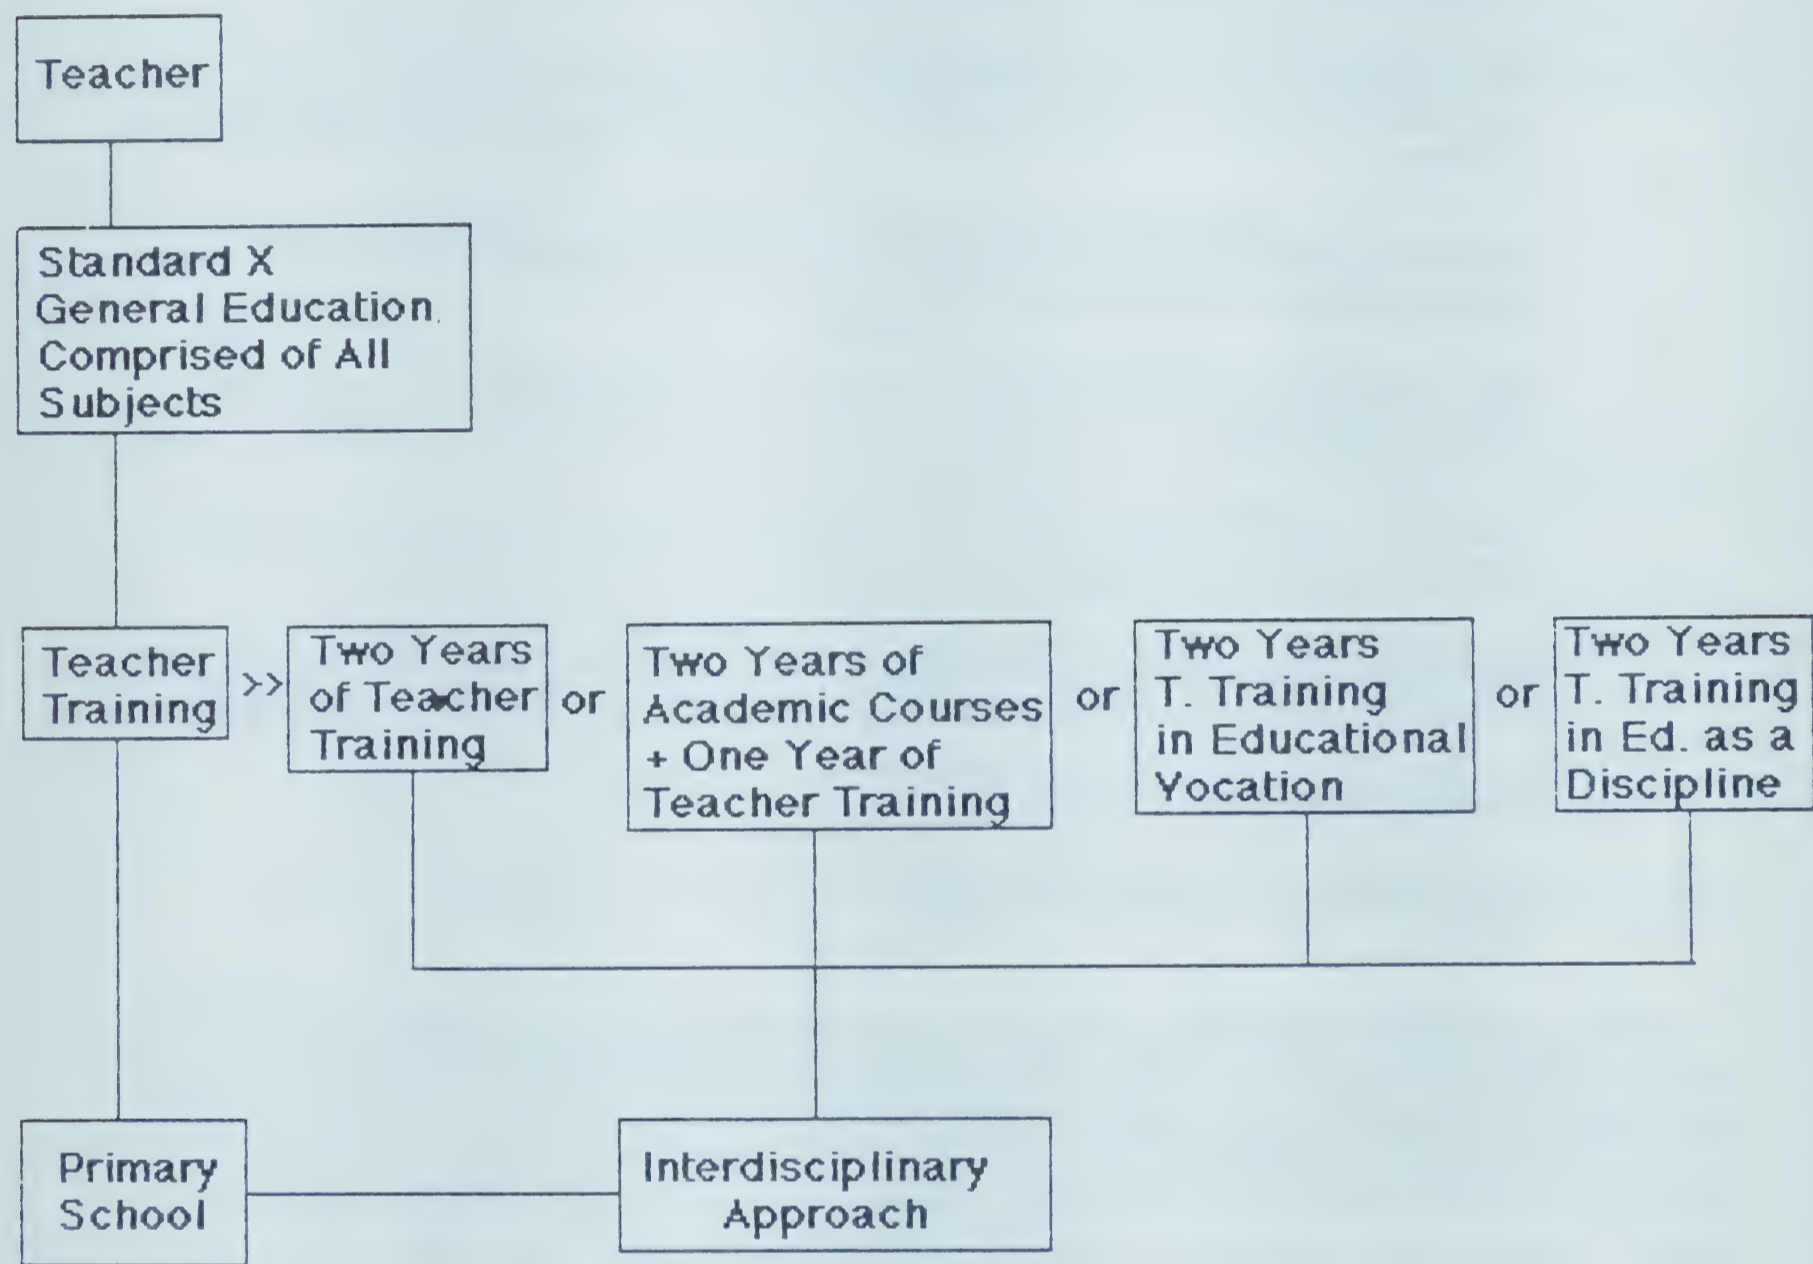 Teacher
Standard X
General Education
Comprised of All
Subjects
Teacher
Training
>>
Two Years
of Teacher
Training
or
Two Years of
Academic Courses
+ One Year of
Teacher Training
or
Two Years
T. Training
in Educational
Vocation
or
Two Years
T. Training
in Ed. as a
Discipline
Primary
School
Interdisciplinary
Approach